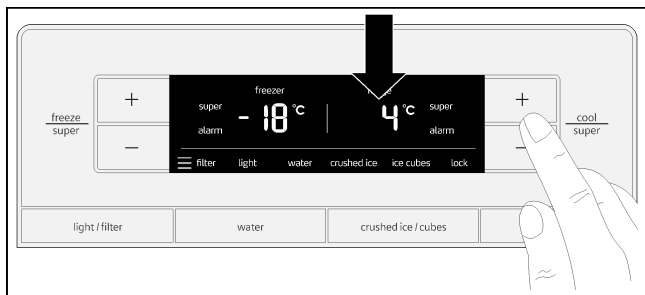 freezer
super
alarm
- 18 °C
4 °C
super
alarm
filter light water crushed ice ice cubes lock
freeze
super
+
–
+
–
cool
super
light / filter
water
crushed ice / cubes